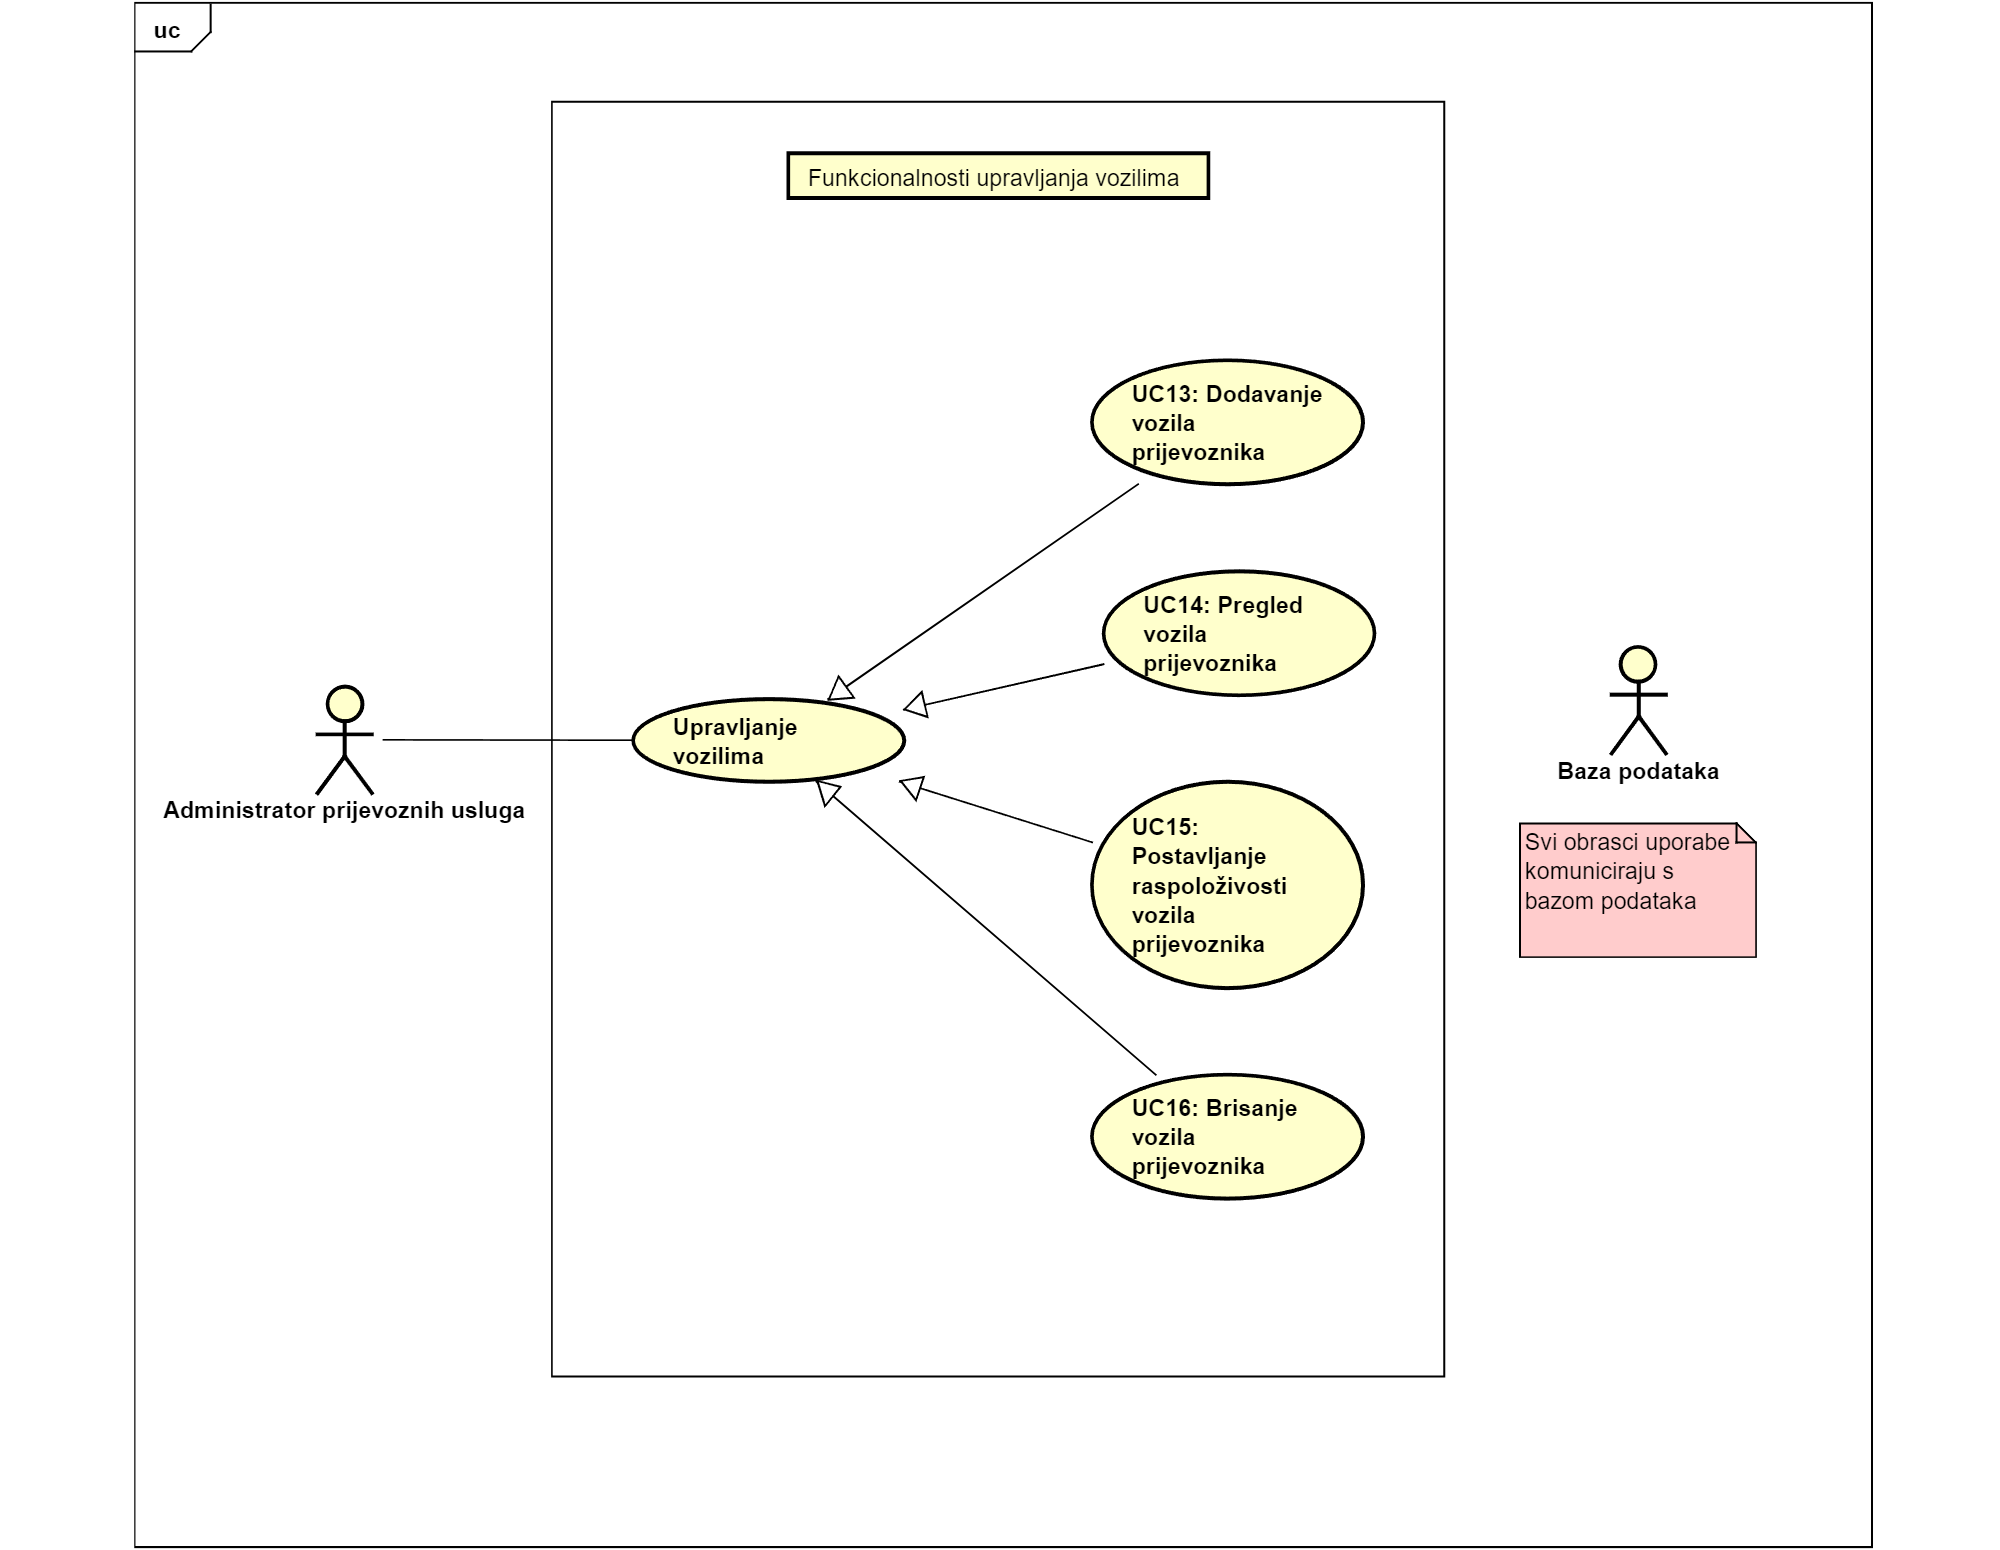 uc
Funkcionalnosti upravljanja vozilima
UC13: Dodavanje
vozila
prijevoznika
UC14: Pregled
vozila
prijevoznika
Upravljanje
vozilima
Administrator prijevoznih usluga
Baza podataka
UC15:
Postavljanje
raspoloživosti
vozila
prijevoznika
Svi obrasci uporabe
komuniciraju s
bazom podataka
UC16: Brisanje
vozila
prijevoznika